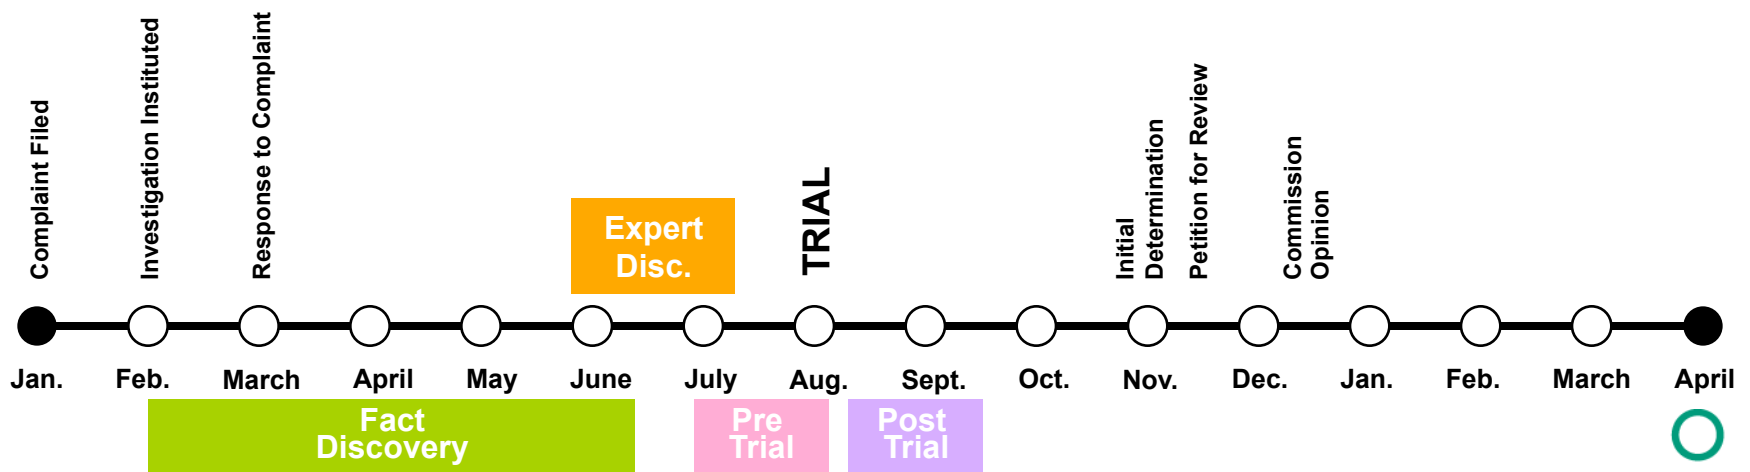 Complaint Filed
Investigation Instituted
Response to Complaint
Expert
Disc.
TRIAL
Initial
Determination
Petition for Review
Commission
Opinion
Jan.
Feb.
March
April
May
June
July
Aug.
Sept.
Oct.
Nov.
Dec.
Jan.
Feb.
March
April
Fact
Discovery
Pre
Trial
Post
Trial